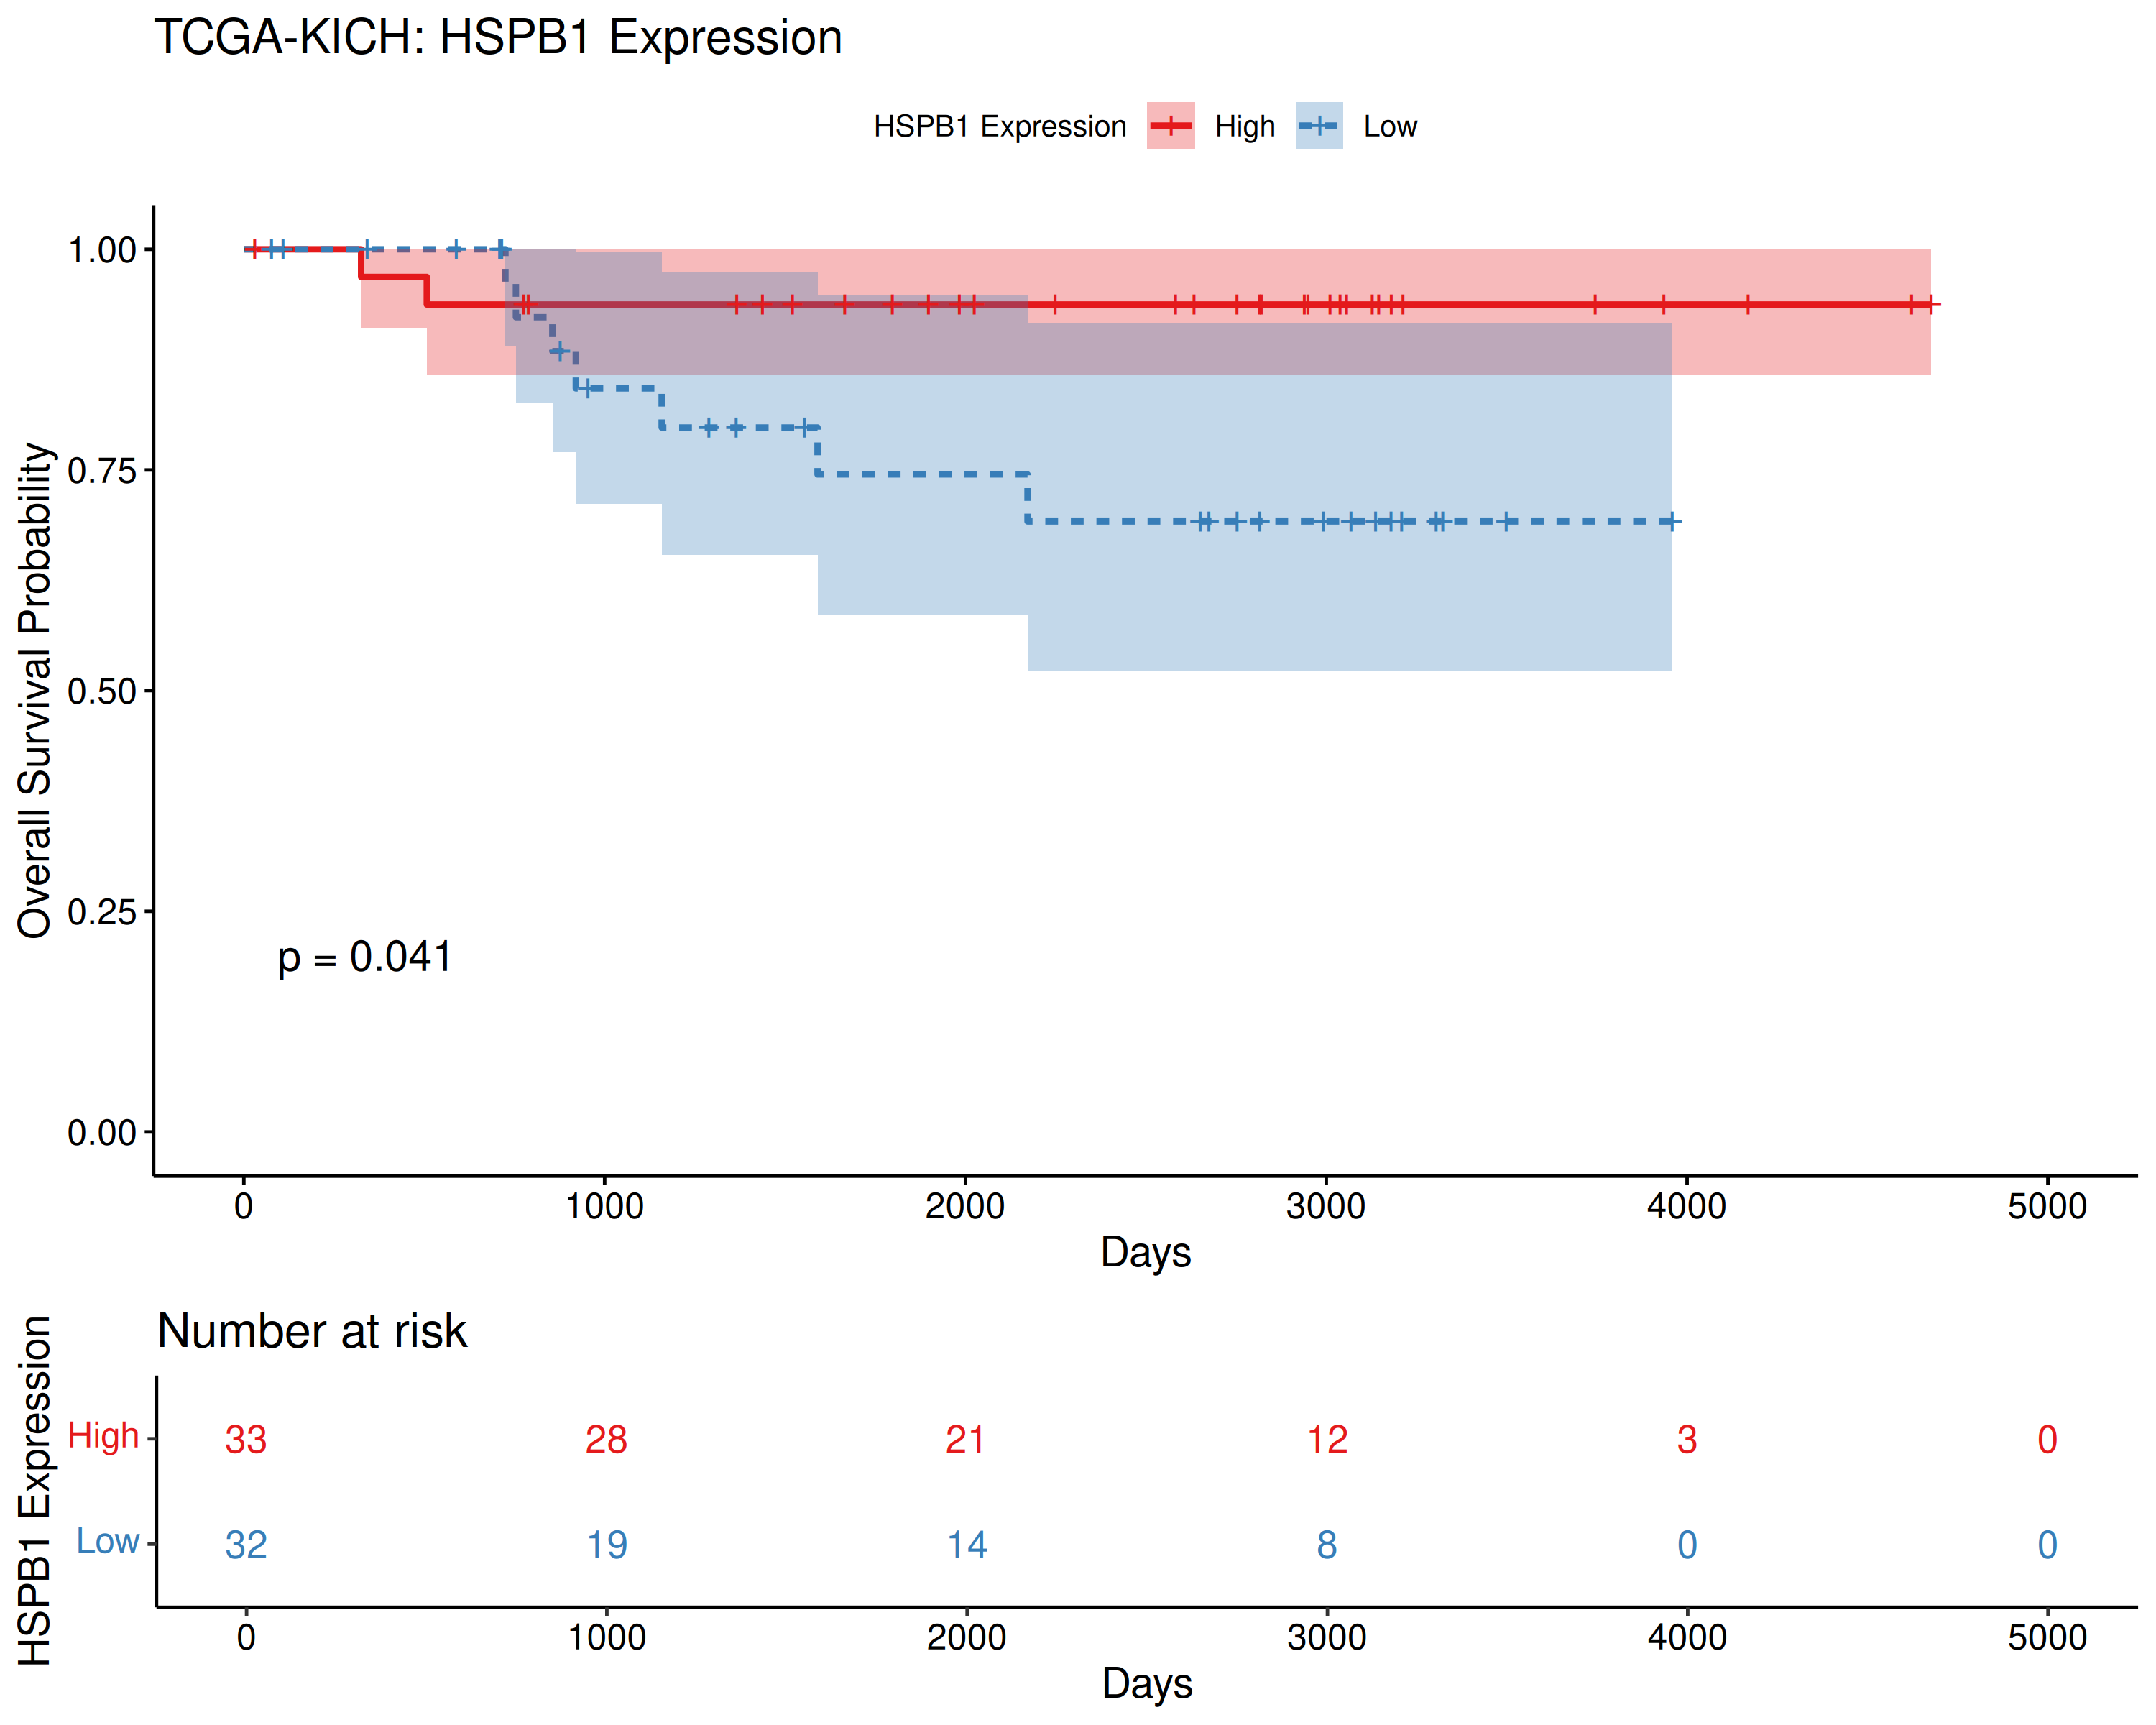 TCGA-KICH: HSPB1 Expression
HSPB1 Expression High Low
Overall Survival Probability
1.00
0.75
0.50
0.25
0.00
p = 0.041
0 1000 2000 3000 4000 5000
Days
Number at risk
HSPB1 Expression
High 33 28 21 12 3 0
Low 32 19 14 8 0 0
0 1000 2000 3000 4000 5000
Days